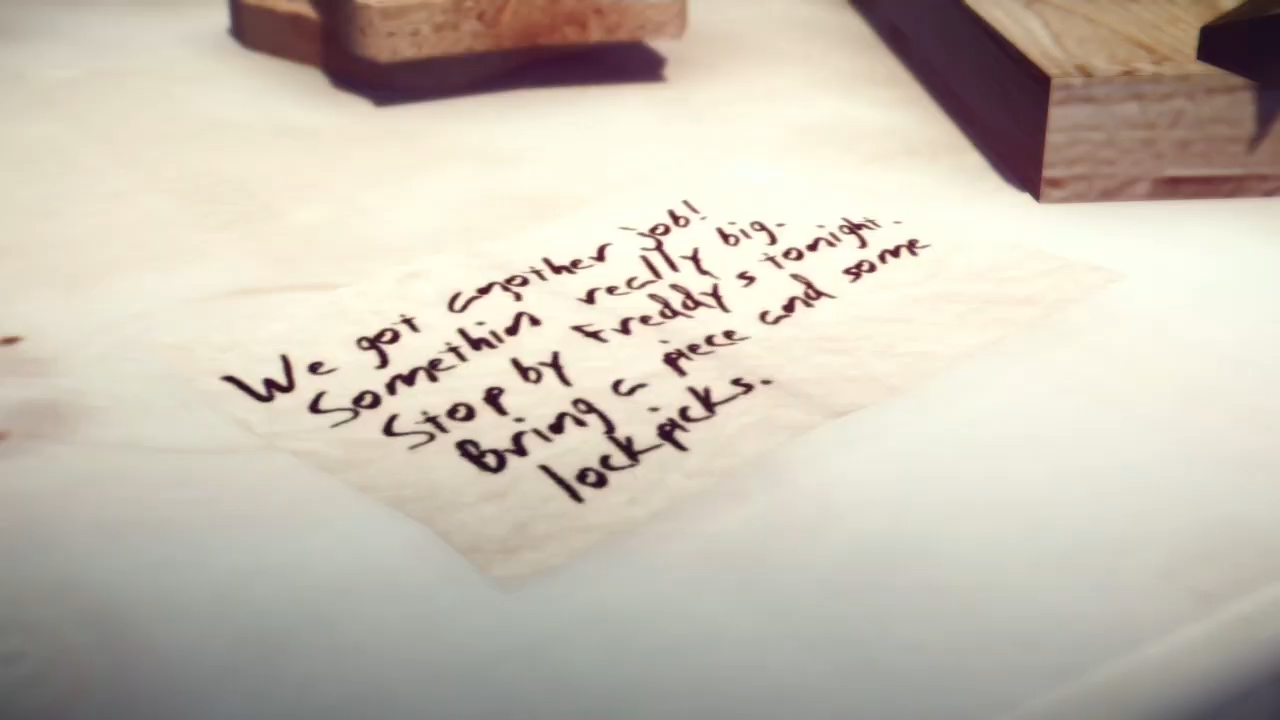 We got another job!
Somethin really big.
Stop by Freddy's tonight.
Bring a piece and some
lockpicks.